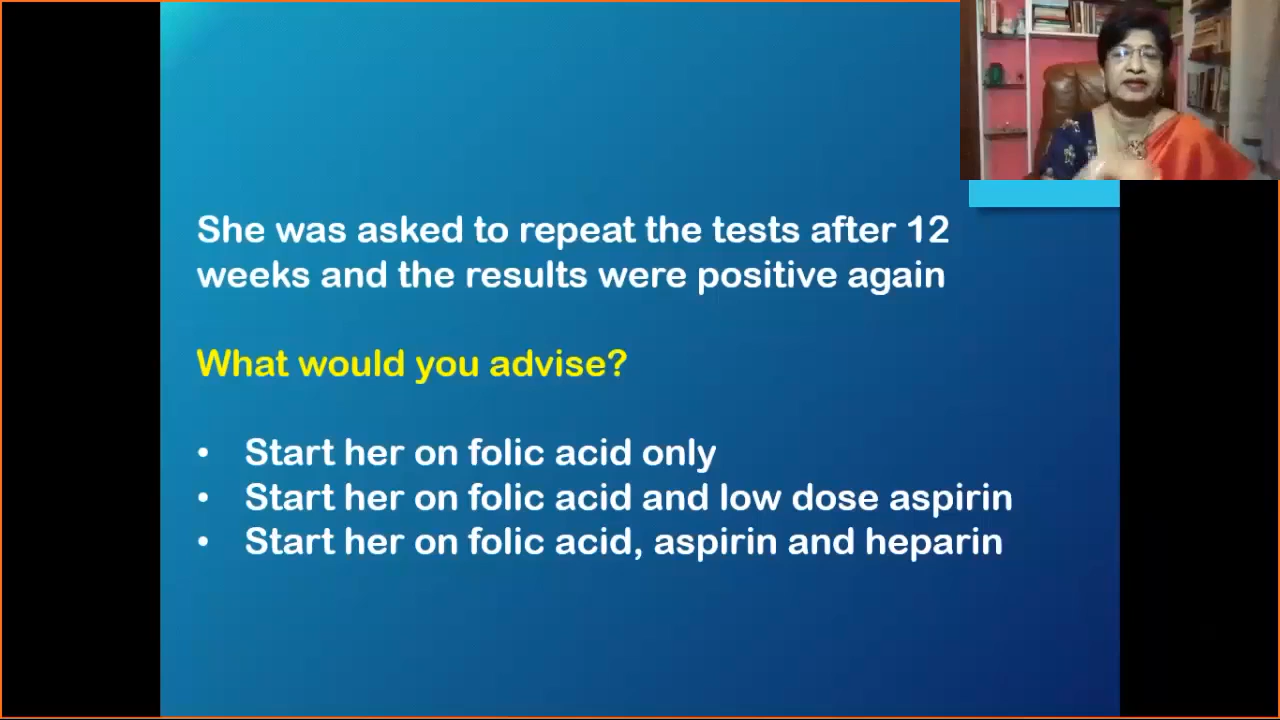 She was asked to repeat the tests after 12
weeks and the results were positive again
What would you advise?
• Start her on folic acid only
• Start her on folic acid and low dose aspirin
• Start her on folic acid, aspirin and heparin